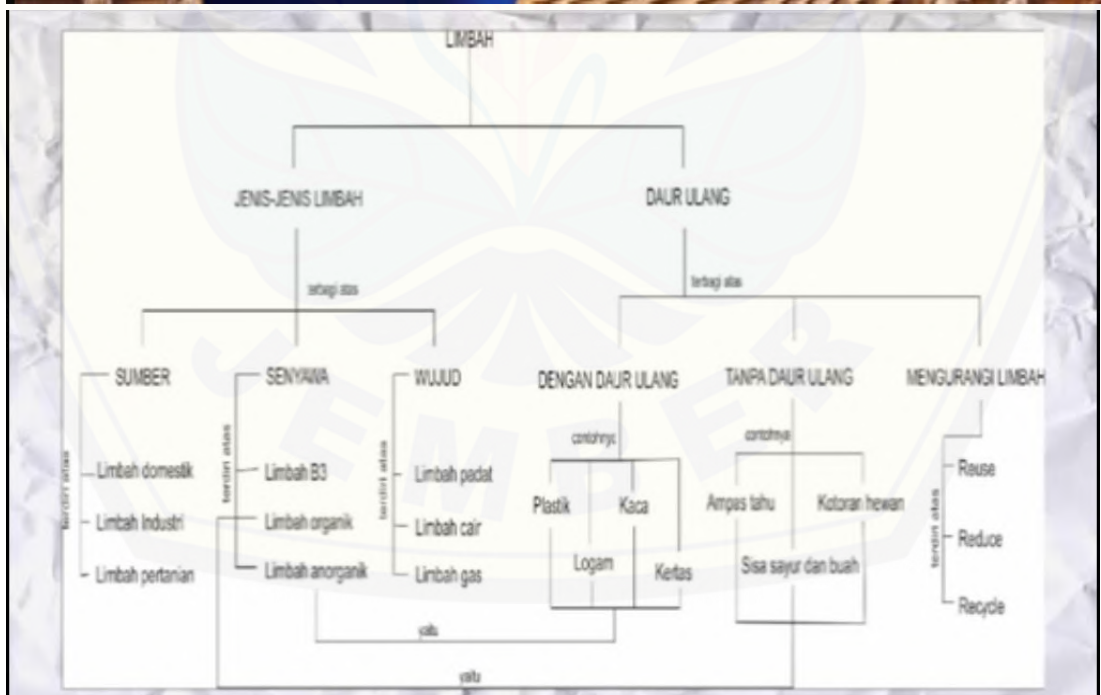 LIMBAH
JENIS-JENIS LIMBAH
DAUR ULANG
terbagi atas
terbagi atas
SUMBER
SENYAWA
WUJUD
DENGAN DAUR ULANG
TANPA DAUR ULANG
MENGURANGI LIMBAH
terdiri atas
Limbah domestik
Limbah Industri
Limbah pertanian
terdiri atas
Limbah B3
Limbah organik
Limbah anorganik
terdiri atas
Limbah padat
Limbah cair
Limbah gas
contohnya
Plastik
Kaca
Logam
Kertas
contohnya
Ampas tahu
Kotoran hewan
Sisa sayur dan buah
terdiri atas
Reuse
Reduce
Recycle
yaitu
yaitu
JEMBER